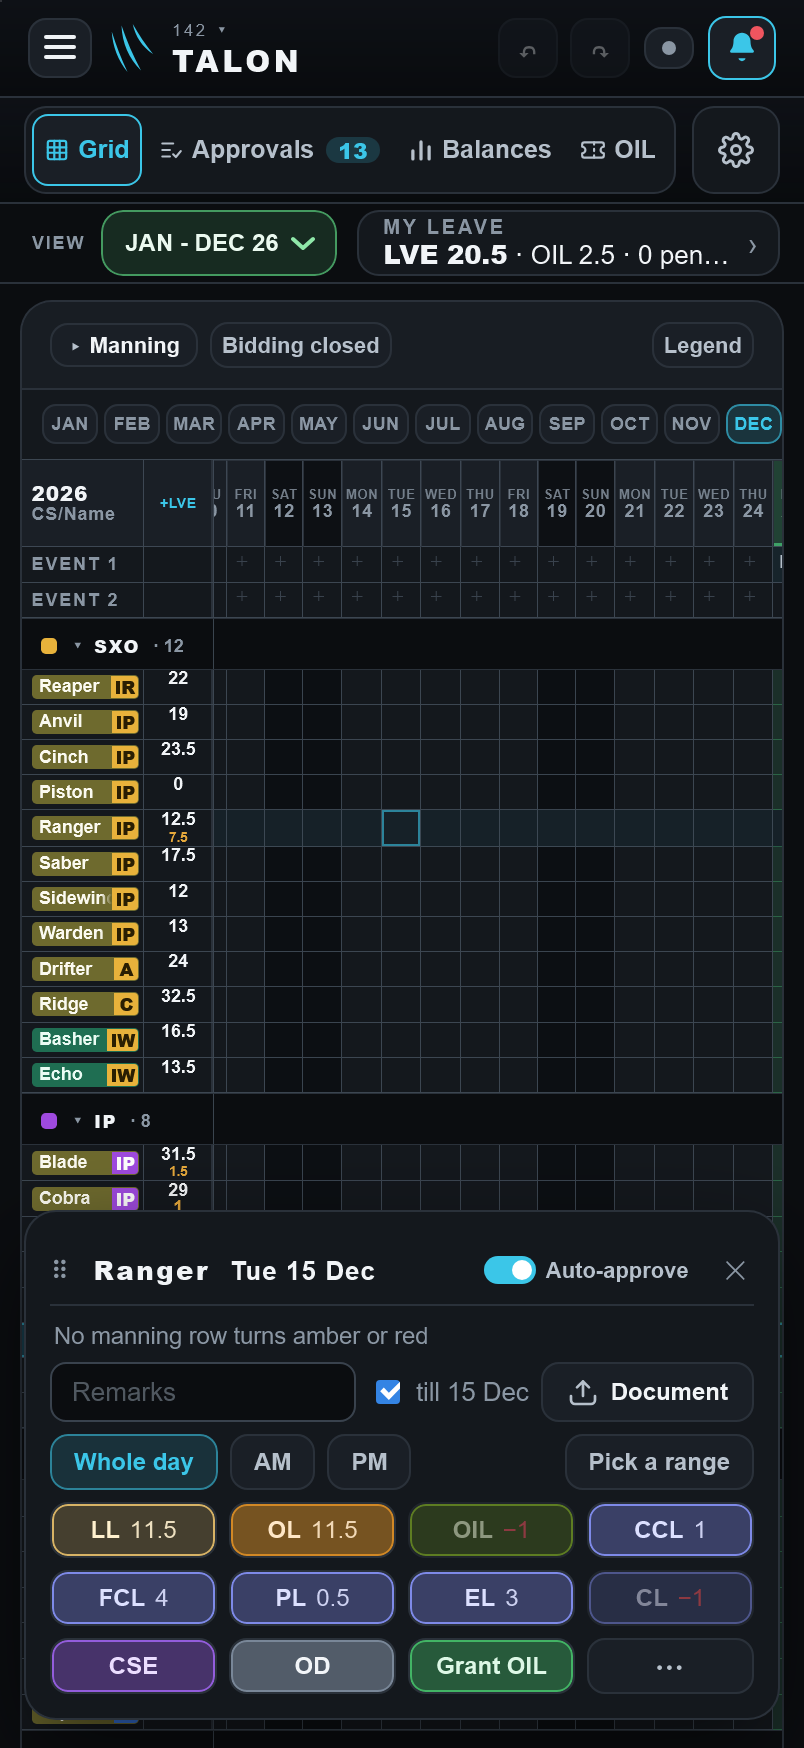 142 ▾
TALON
Grid
Approvals 13
Balances
OIL
VIEW
JAN - DEC 26
MY LEAVE
LVE 20.5 · OIL 2.5 · 0 pen…
▸ Manning
Bidding closed
Legend
JAN FEB MAR APR MAY JUN JUL AUG SEP OCT NOV DEC
2026
CS/Name
+LVE
FRI 11
SAT 12
SUN 13
MON 14
TUE 15
WED 16
THU 17
FRI 18
SAT 19
SUN 20
MON 21
TUE 22
WED 23
THU 24
EVENT 1 + + + + + + + + + + + + + +
EVENT 2 + + + + + + + + + + + + + +
▾ SXO · 12
Reaper IR 22
Anvil IP 19
Cinch IP 23.5
Piston IP 0
Ranger IP 12.5
7.5
Saber IP 17.5
Sidewin IP 12
Warden IP 13
Drifter A 24
Ridge C 32.5
Basher IW 16.5
Echo IW 13.5
▾ IP · 8
Blade IP 31.5
1.5
Cobra IP 29
1
Ranger Tue 15 Dec
Auto-approve
No manning row turns amber or red
Remarks
till 15 Dec
Document
Whole day
AM
PM
Pick a range
LL 11.5
OL 11.5
OIL −1
CCL 1
FCL 4
PL 0.5
EL 3
CL −1
CSE
OD
Grant OIL
…